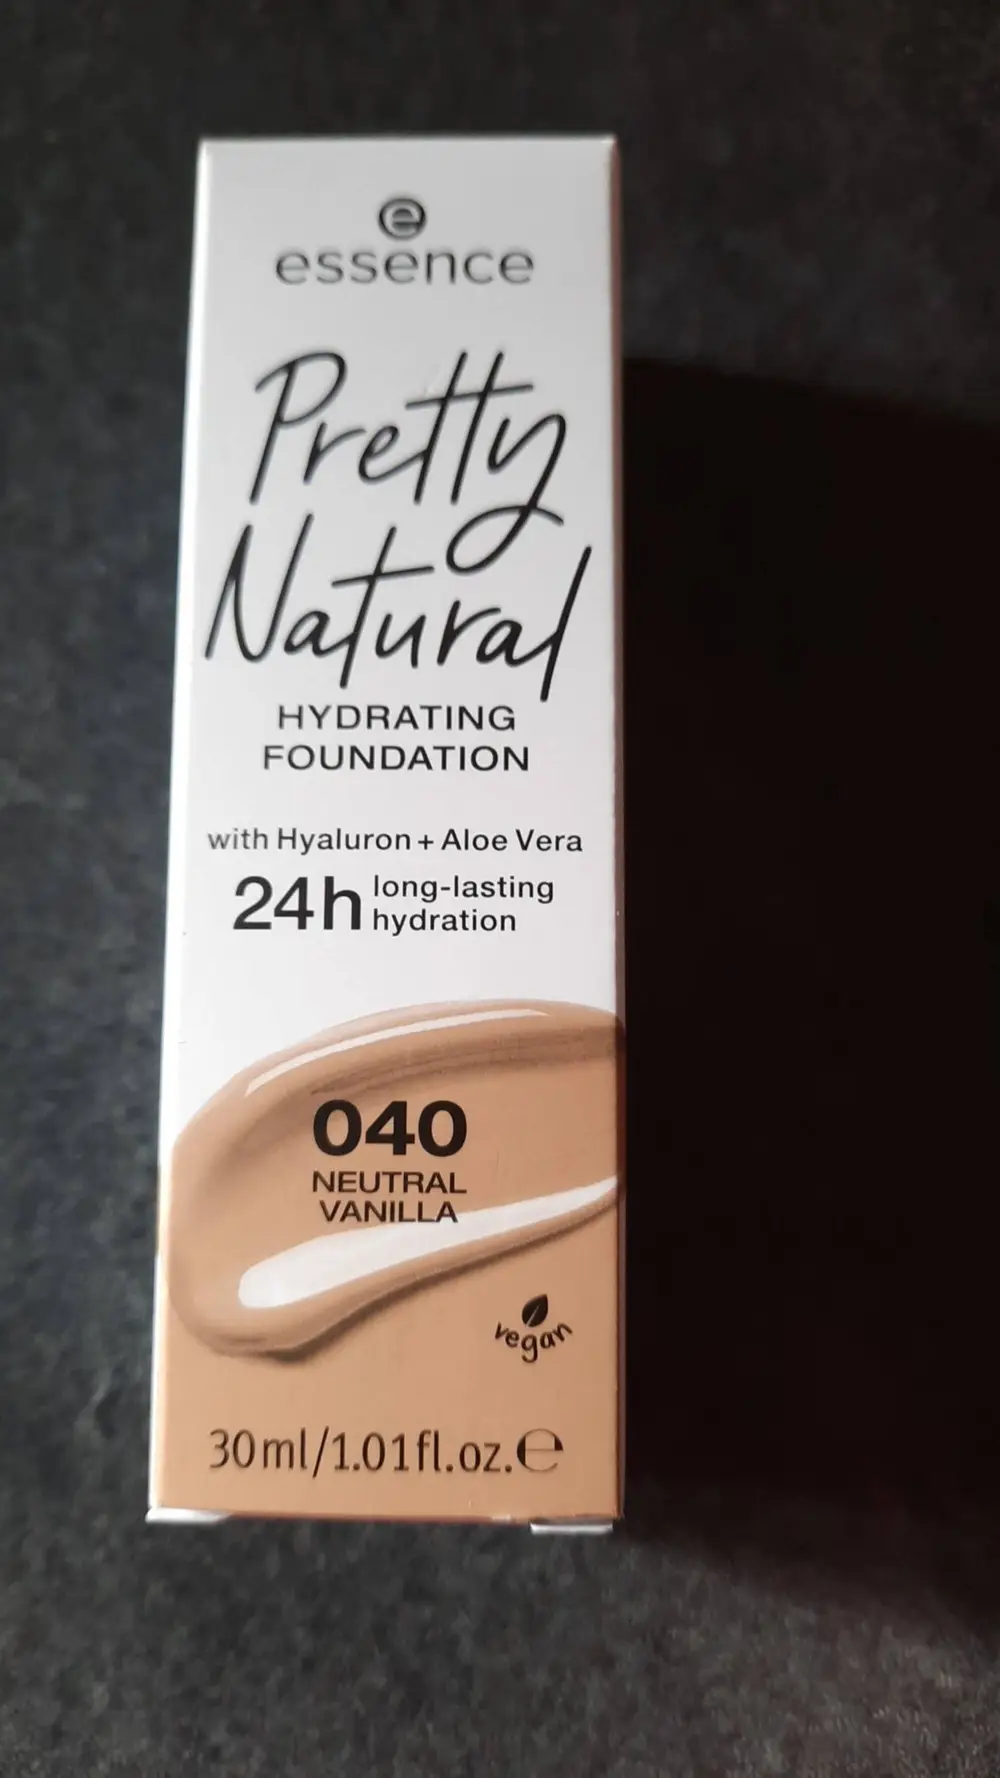 e
essence
Pretty
Natural
HYDRATING
FOUNDATION
with Hyaluron + Aloe Vera
24h long-lasting
hydration
040
NEUTRAL
VANILLA
vegan
30ml/1.01fl.oz.℮